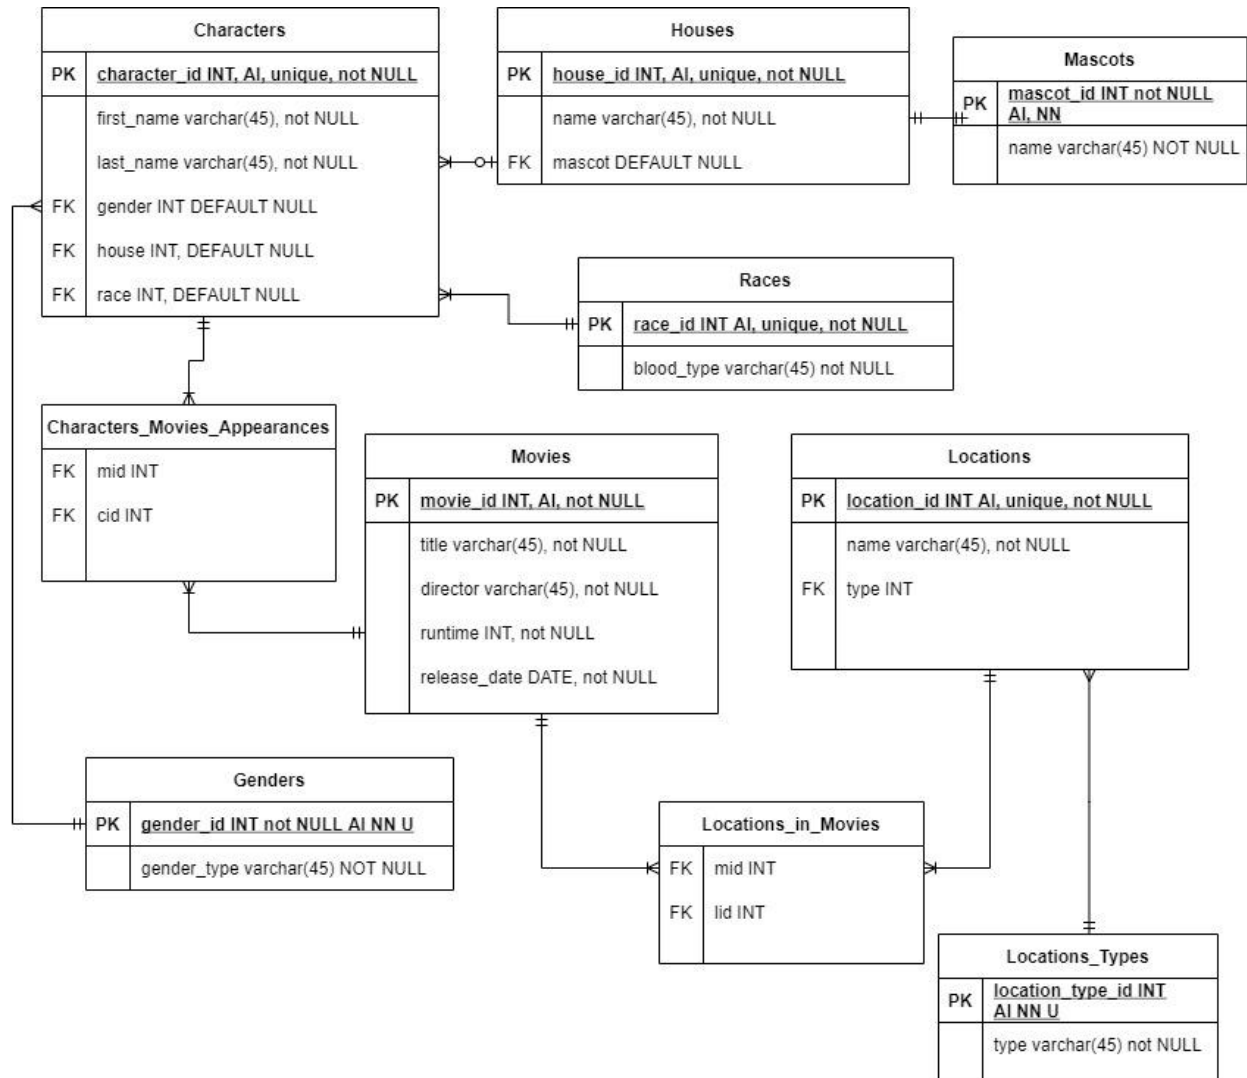 Characters
PK character_id INT, AI, unique, not NULL
first_name varchar(45), not NULL
last_name varchar(45), not NULL
FK gender INT DEFAULT NULL
FK house INT, DEFAULT NULL
FK race INT, DEFAULT NULL
Houses
PK house_id INT, AI, unique, not NULL
name varchar(45), not NULL
FK mascot DEFAULT NULL
Mascots
PK mascot_id INT not NULL
AI, NN
name varchar(45) NOT NULL
Races
PK race_id INT AI, unique, not NULL
blood_type varchar(45) not NULL
Characters_Movies_Appearances
FK mid INT
FK cid INT
Movies
PK movie_id INT, AI, not NULL
title varchar(45), not NULL
director varchar(45), not NULL
runtime INT, not NULL
release_date DATE, not NULL
Locations
PK location_id INT AI, unique, not NULL
name varchar(45), not NULL
FK type INT
Genders
PK gender_id INT not NULL AI NN U
gender_type varchar(45) NOT NULL
Locations_in_Movies
FK mid INT
FK lid INT
Locations_Types
PK location_type_id INT
AI NN U
type varchar(45) not NULL